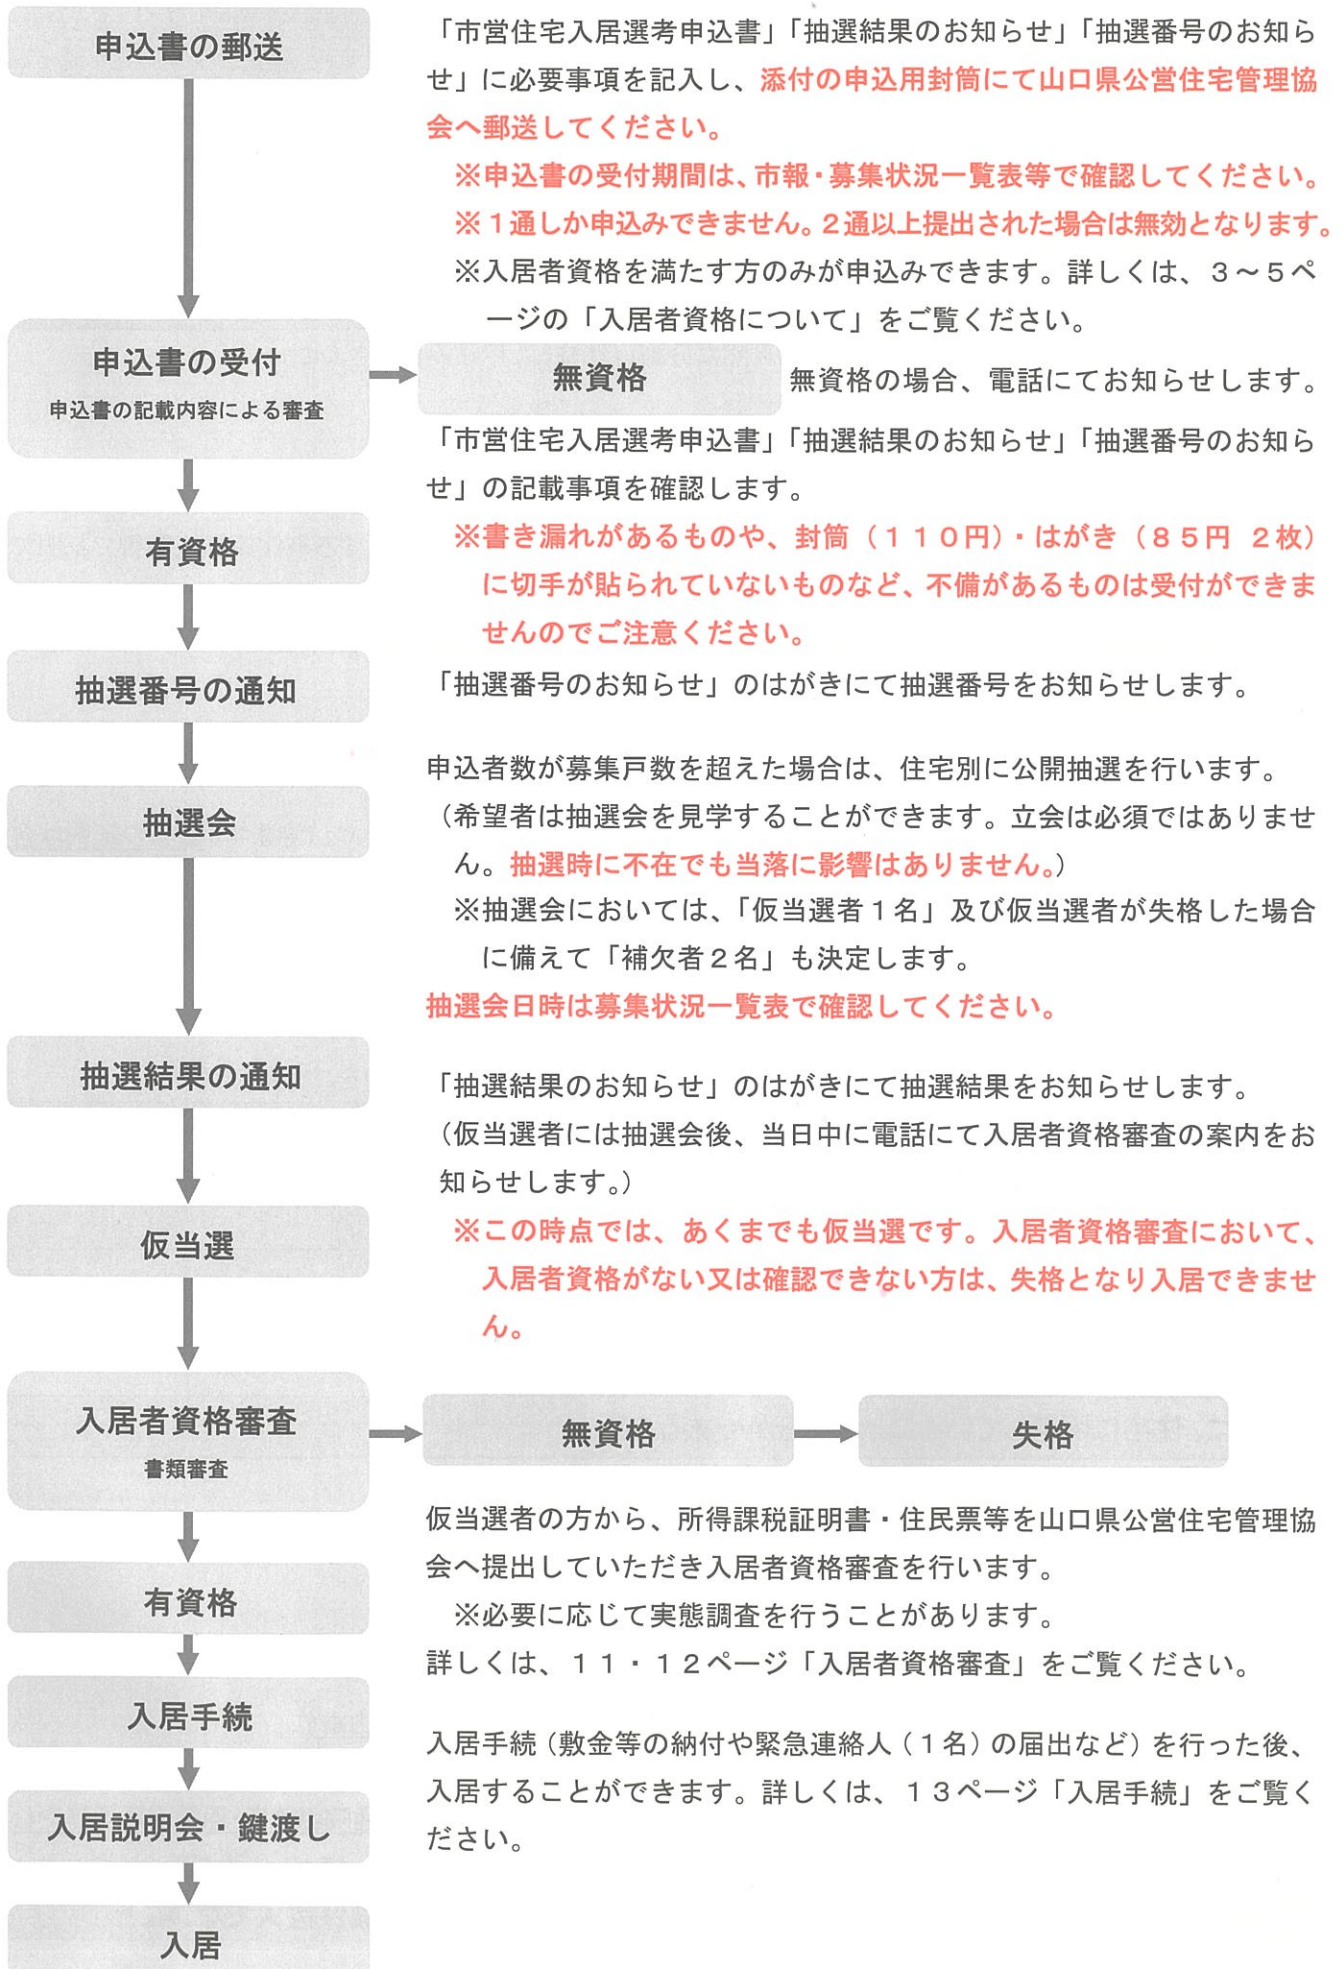 申込書の郵送
「市営住宅入居選考申込書」「抽選結果のお知らせ」「抽選番号のお知ら
せ」に必要事項を記入し、添付の申込用封筒にて山口県公営住宅管理協
会へ郵送してください。
※申込書の受付期間は、市報・募集状況一覧表等で確認してください。
※１通しか申込みできません。２通以上提出された場合は無効となります。
※入居者資格を満たす方のみが申込みできます。詳しくは、３～５ペ
ージの「入居者資格について」をご覧ください。
申込書の受付
申込書の記載内容による審査
無資格
無資格の場合、電話にてお知らせします。
「市営住宅入居選考申込書」「抽選結果のお知らせ」「抽選番号のお知ら
せ」の記載事項を確認します。
※書き漏れがあるものや、封筒（１１０円）・はがき（８５円　２枚）
に切手が貼られていないものなど、不備があるものは受付ができま
せんのでご注意ください。
有資格
抽選番号の通知
「抽選番号のお知らせ」のはがきにて抽選番号をお知らせします。
抽選会
申込者数が募集戸数を超えた場合は、住宅別に公開抽選を行います。
（希望者は抽選会を見学することができます。立会は必須ではありませ
ん。抽選時に不在でも当落に影響はありません。）
※抽選会においては、「仮当選者１名」及び仮当選者が失格した場合
に備えて「補欠者２名」も決定します。
抽選会日時は募集状況一覧表で確認してください。
抽選結果の通知
「抽選結果のお知らせ」のはがきにて抽選結果をお知らせします。
（仮当選者には抽選会後、当日中に電話にて入居者資格審査の案内をお
知らせします。）
仮当選
※この時点では、あくまでも仮当選です。入居者資格審査において、
入居者資格がない又は確認できない方は、失格となり入居できませ
ん。
入居者資格審査
書類審査
無資格
失格
仮当選者の方から、所得課税証明書・住民票等を山口県公営住宅管理協
会へ提出していただき入居者資格審査を行います。
※必要に応じて実態調査を行うことがあります。
詳しくは、１１・１２ページ「入居者資格審査」をご覧ください。
有資格
入居手続
入居手続（敷金等の納付や緊急連絡人（１名）の届出など）を行った後、
入居することができます。詳しくは、１３ページ「入居手続」をご覧く
ださい。
入居説明会・鍵渡し
入居